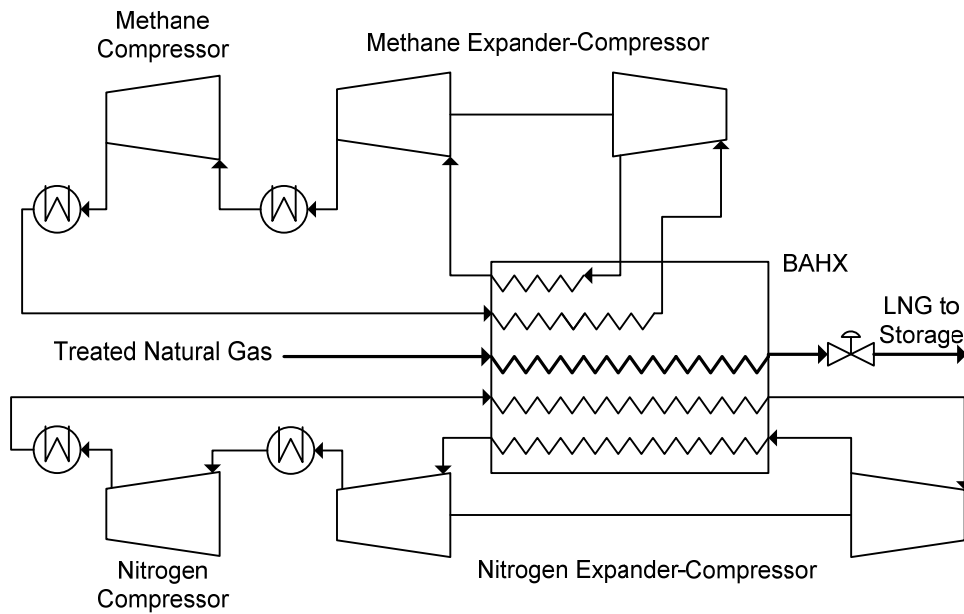 Methane
Compressor
Methane Expander-Compressor
BAHX
LNG to
Storage
Treated Natural Gas
Nitrogen
Compressor
Nitrogen Expander-Compressor